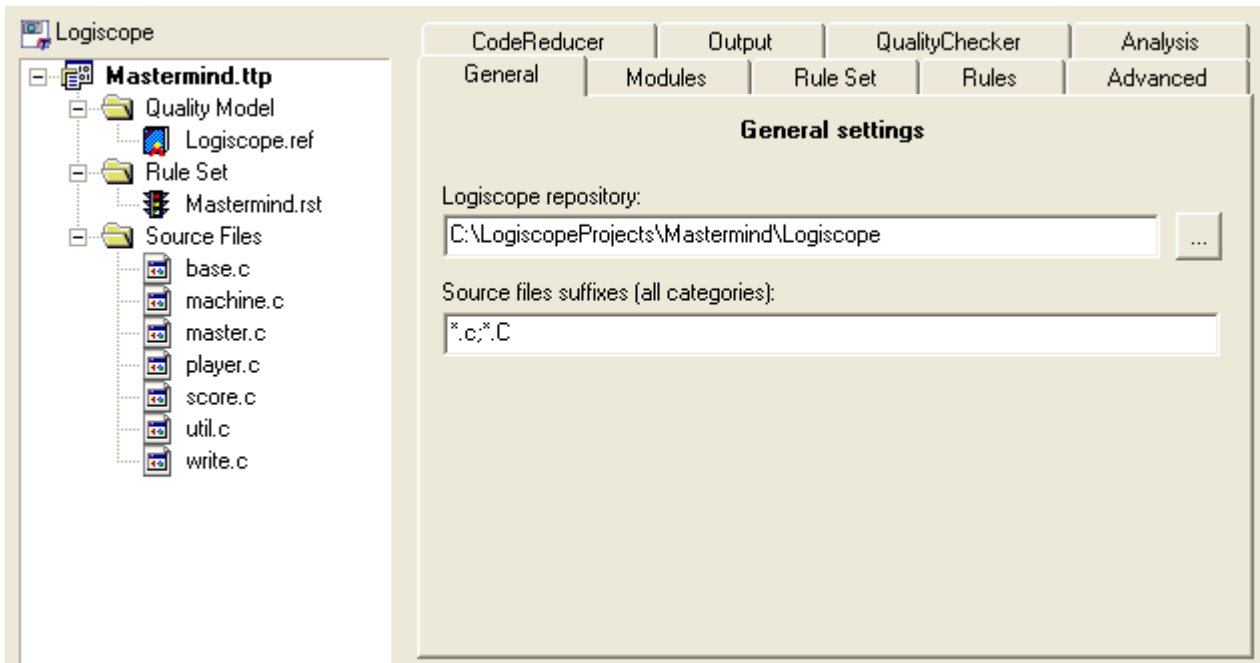 Logiscope
Mastermind.ttp
Quality Model
Logiscope.ref
Rule Set
Mastermind.rst
Source Files
base.c
machine.c
master.c
player.c
score.c
util.c
write.c
CodeReducer Output QualityChecker Analysis
General Modules Rule Set Rules Advanced
General settings
Logiscope repository:
C:\LogiscopeProjects\Mastermind\Logiscope
...
Source files suffixes (all categories):
*.c;*.C